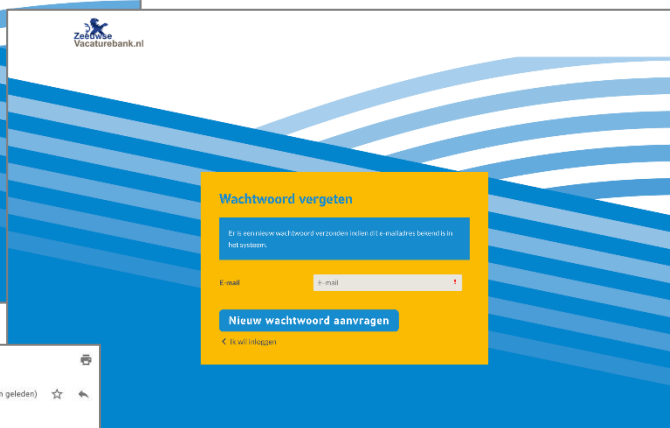 Zeeuwse
Vacaturebank.nl
Wachtwoord vergeten
Er is een nieuw wachtwoord verzonden indien dit e-mailadres bekend is in
het systeem.
E-mail
E-mail !
Nieuw wachtwoord aanvragen
< Ik wil inloggen
n geleden)